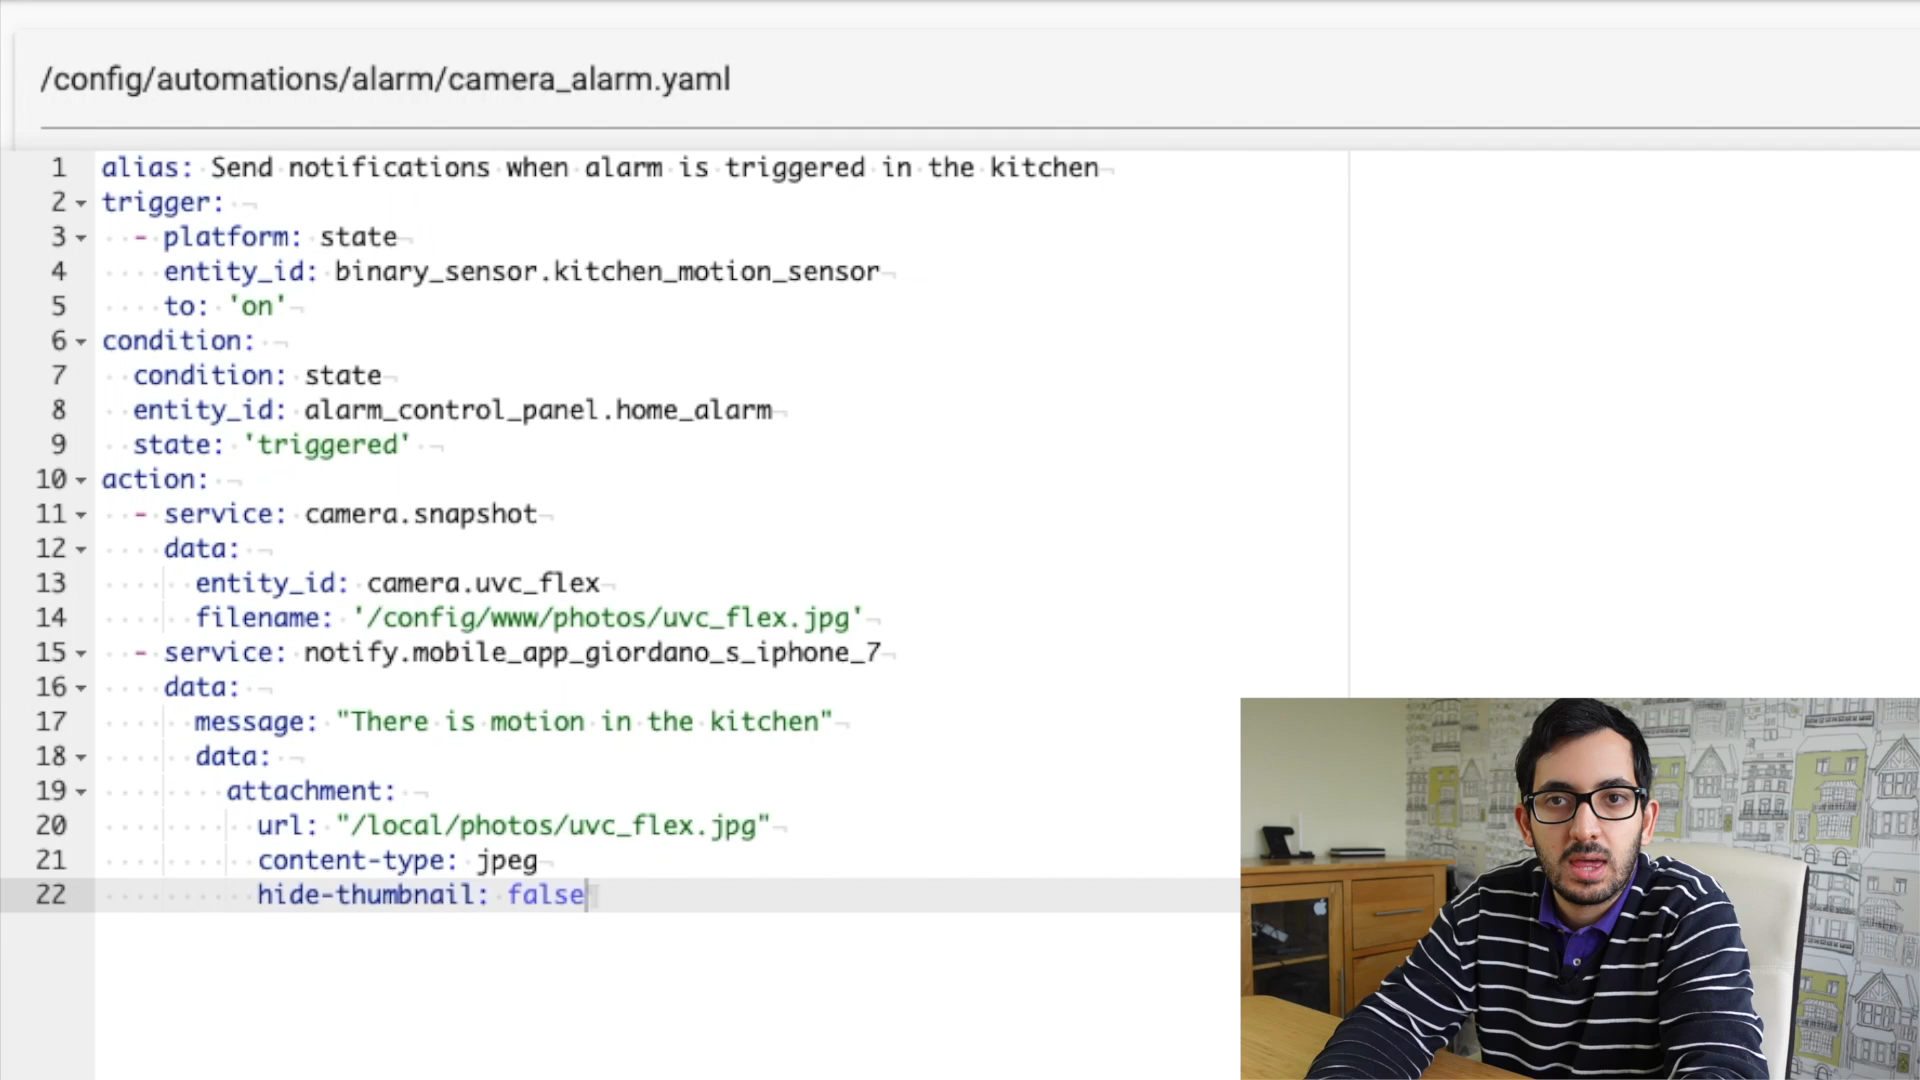 /config/automations/alarm/camera_alarm.yaml
1 alias: Send notifications when alarm is triggered in the kitchen
2 trigger:
3 - platform: state
4 entity_id: binary_sensor.kitchen_motion_sensor
5 to: 'on'
6 condition:
7 condition: state
8 entity_id: alarm_control_panel.home_alarm
9 state: 'triggered'
10 action:
11 - service: camera.snapshot
12 data:
13 entity_id: camera.uvc_flex
14 filename: '/config/www/photos/uvc_flex.jpg'
15 - service: notify.mobile_app_giordano_s_iphone_7
16 data:
17 message: "There is motion in the kitchen"
18 data:
19 attachment:
20 url: "/local/photos/uvc_flex.jpg"
21 content-type: jpeg
22 hide-thumbnail: false